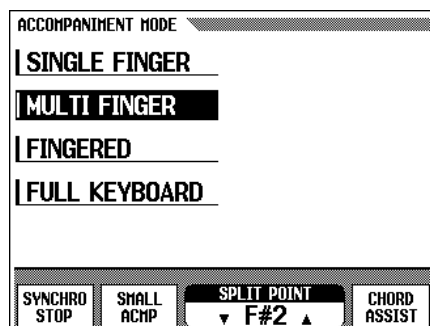 ACCOMPANIMENT MODE
SINGLE FINGER
MULTI FINGER
FINGERED
FULL KEYBOARD
SYNCHRO STOP
SMALL ACMP
SPLIT POINT
▼ F#2 ▲
CHORD ASSIST